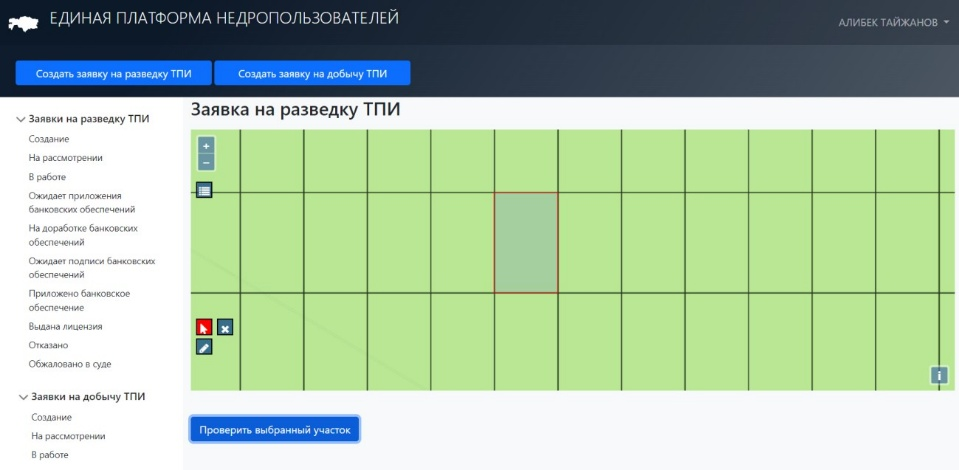 ЕДИНАЯ ПЛАТФОРМА НЕДРОПОЛЬЗОВАТЕЛЕЙ
АЛИБЕК ТАЙЖАНОВ
Создать заявку на разведку ТПИ
Создать заявку на добычу ТПИ
Заявки на разведку ТПИ
Создание
На рассмотрении
В работе
Ожидает приложения
банковских обеспечений
На доработке банковских
обеспечений
Ожидает подписи банковских
обеспечений
Приложено банковское
обеспечение
Выдана лицензия
Отказано
Обжаловано в суде
Заявки на добычу ТПИ
Создание
На рассмотрении
В работе
Заявка на разведку ТПИ
+
−
i
Проверить выбранный участок